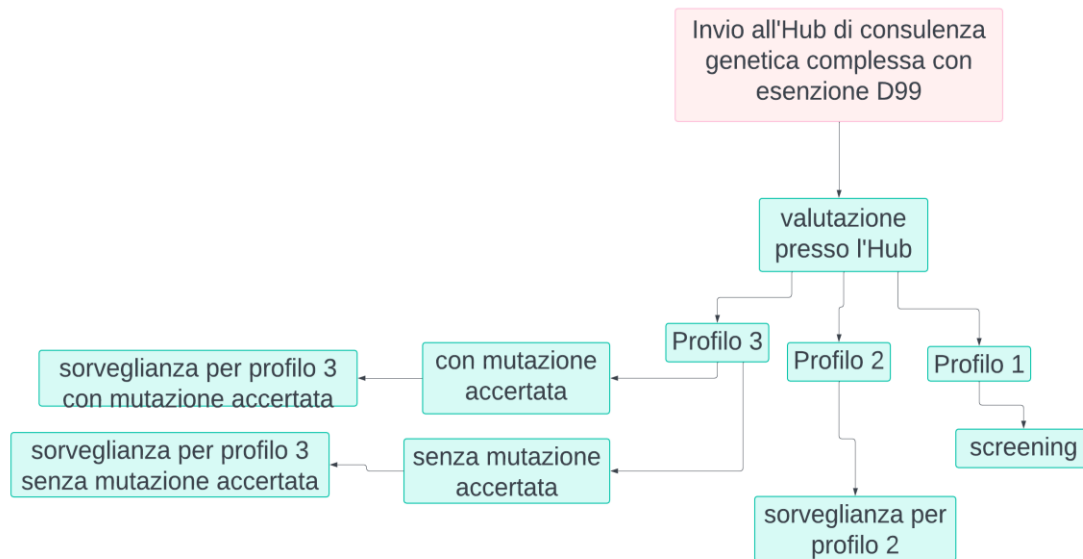 Invio all'Hub di consulenza
genetica complessa con
esenzione D99
valutazione
presso l'Hub
Profilo 3
Profilo 2
Profilo 1
con mutazione
accertata
sorveglianza per profilo 3
con mutazione accertata
senza mutazione
accertata
sorveglianza per profilo 3
senza mutazione accertata
screening
sorveglianza per
profilo 2